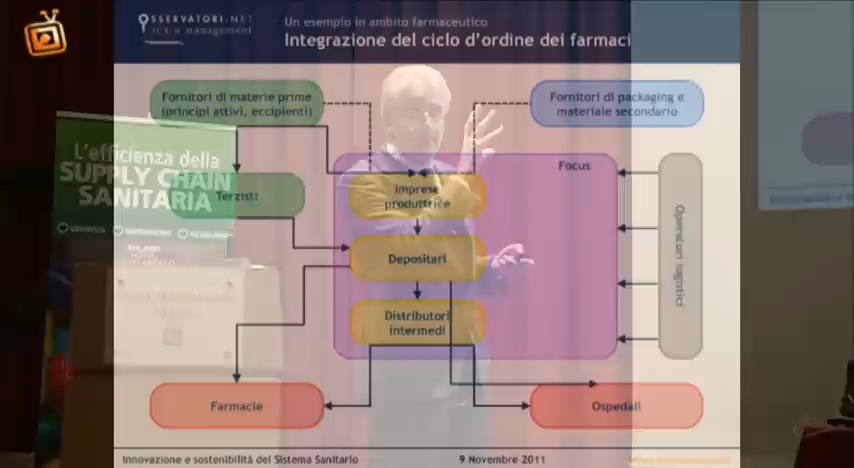 OSSERVATORI.NET
ICT & Management
Un esempio in ambito farmaceutico
Integrazione del ciclo d'ordine dei farmaci
Fornitori di materie prime
(principi attivi, eccipienti)
Fornitori di packaging e
materiale secondario
Focus
L'efficienza della
SUPPLY CHAIN
SANITARIA
Terzisti
Imprese
produttrice
Depositari
Distributori
intermedi
Operatori logistici
Farmacie
Ospedali
Innovazione e sostenibilità del Sistema Sanitario
9 Novembre 2011